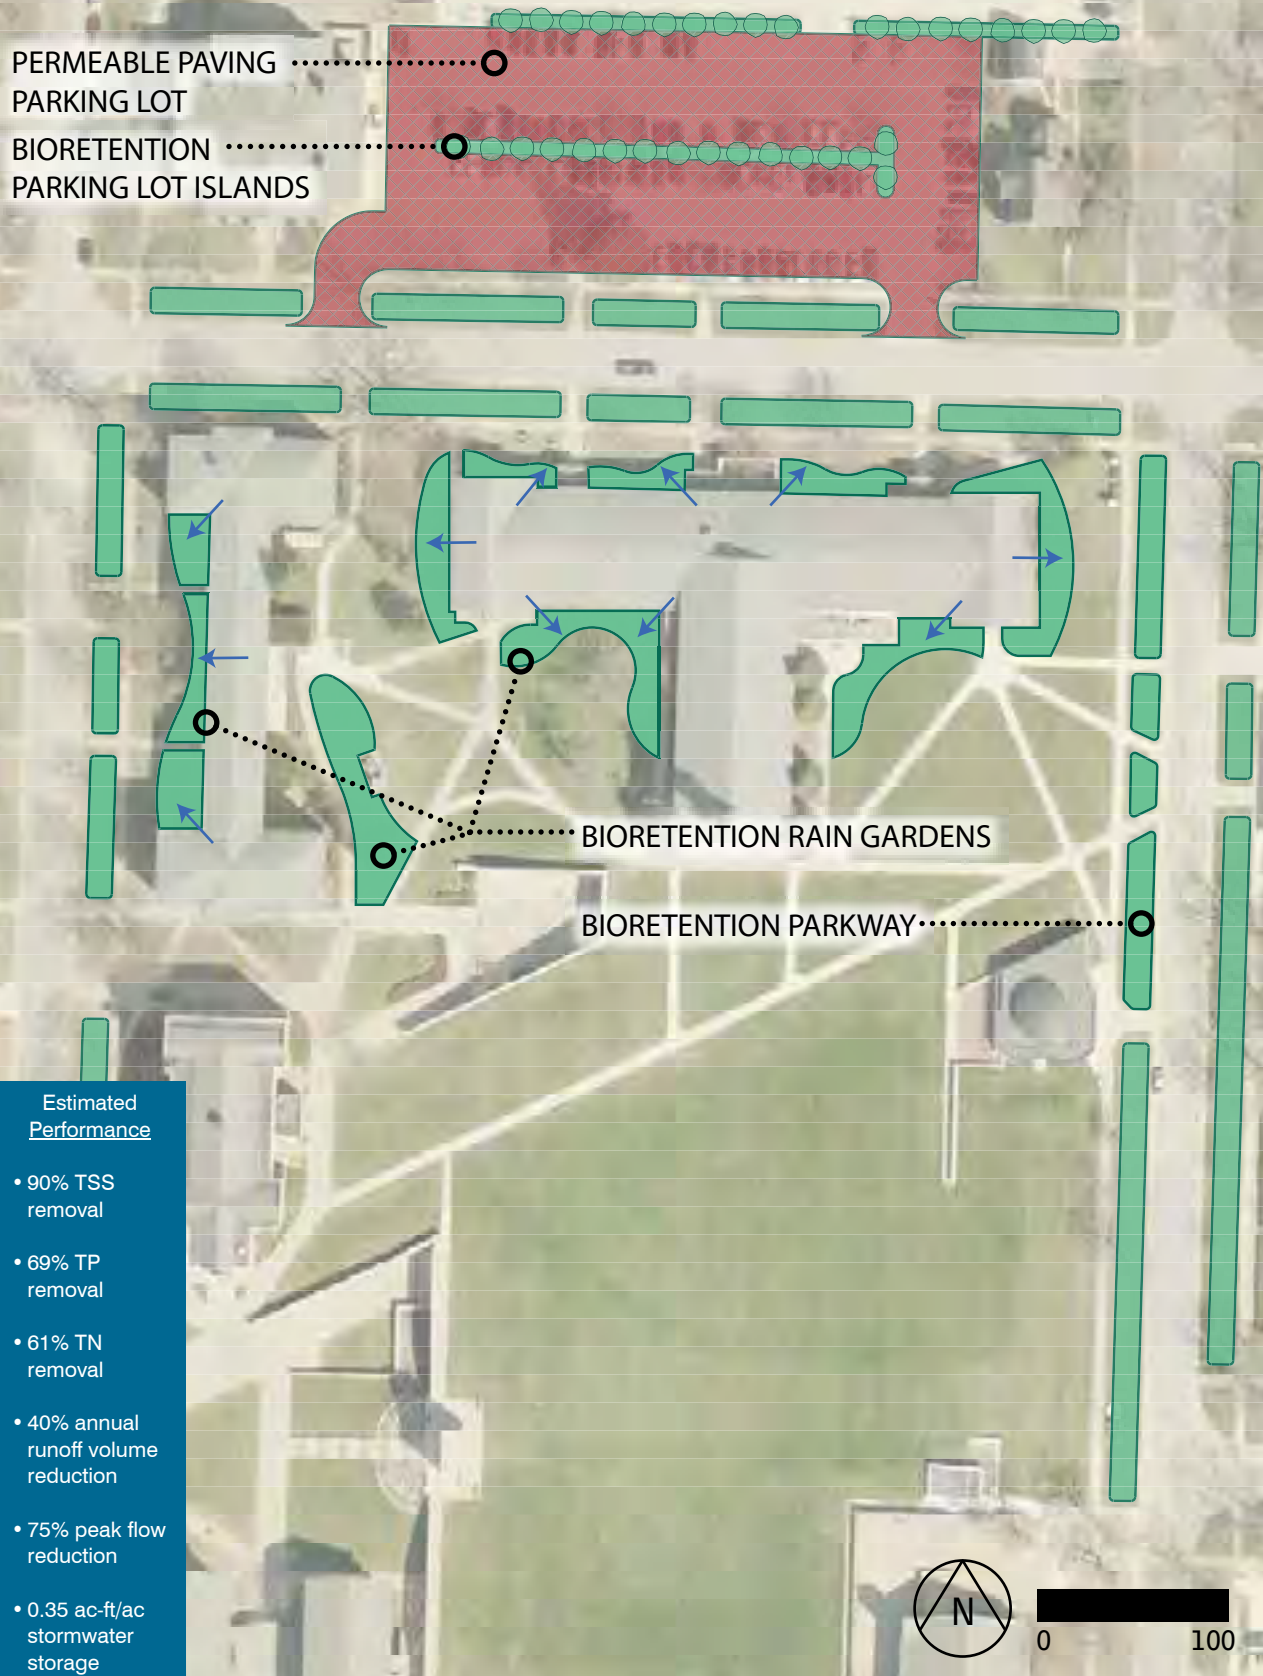 PERMEABLE PAVING
PARKING LOT
BIORETENTION
PARKING LOT ISLANDS
BIORETENTION RAIN GARDENS
BIORETENTION PARKWAY
Estimated
Performance
• 90% TSS
removal
• 69% TP
removal
• 61% TN
removal
• 40% annual
runoff volume
reduction
• 75% peak flow
reduction
• 0.35 ac-ft/ac
stormwater
storage
N
0 100